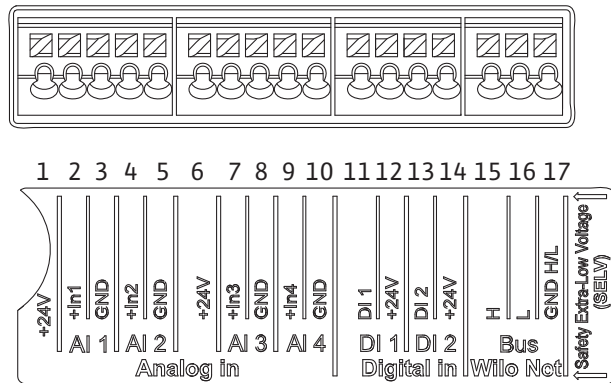 1 2 3 4 5 6 7 8 9 10 11 12 13 14 15 16 17
+24V +In1 GND +In2 GND +24V +In3 GND +In4 GND DI 1 +24V DI 2 +24V H L GND H/L
AI 1 AI 2 AI 3 AI 4 DI 1 DI 2 Bus
Analog in Digital in Wilo Net
Safety Extra-Low Voltage
(SELV)